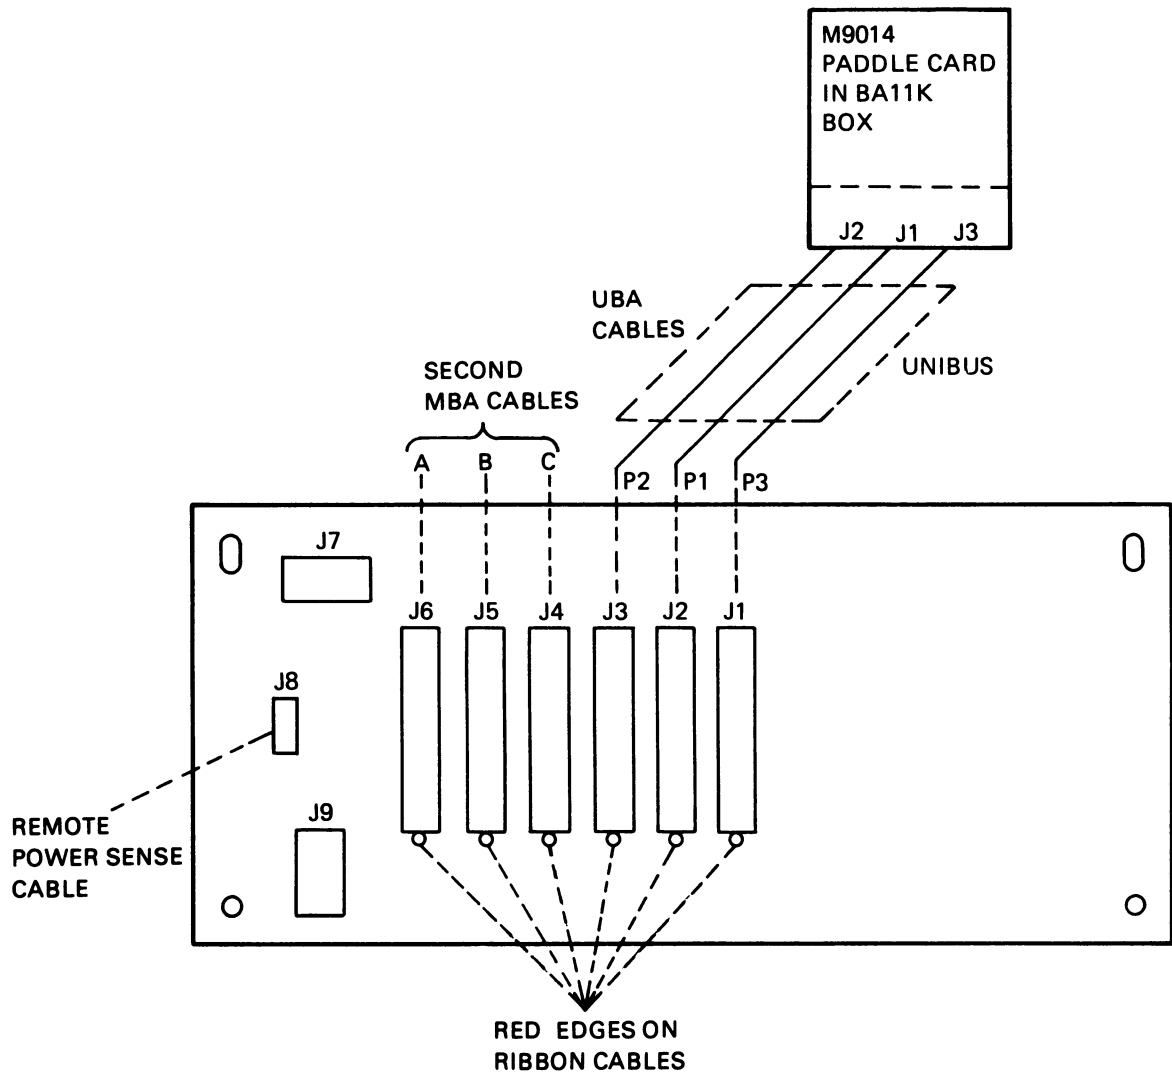 M9014
PADDLE CARD
IN BA11K
BOX
J2 J1 J3
UBA
CABLES
UNIBUS
SECOND
MBA CABLES
A B C
P2 P1 P3
J7
J6 J5 J4 J3 J2 J1
J8
J9
REMOTE
POWER SENSE
CABLE
RED EDGES ON
RIBBON CABLES